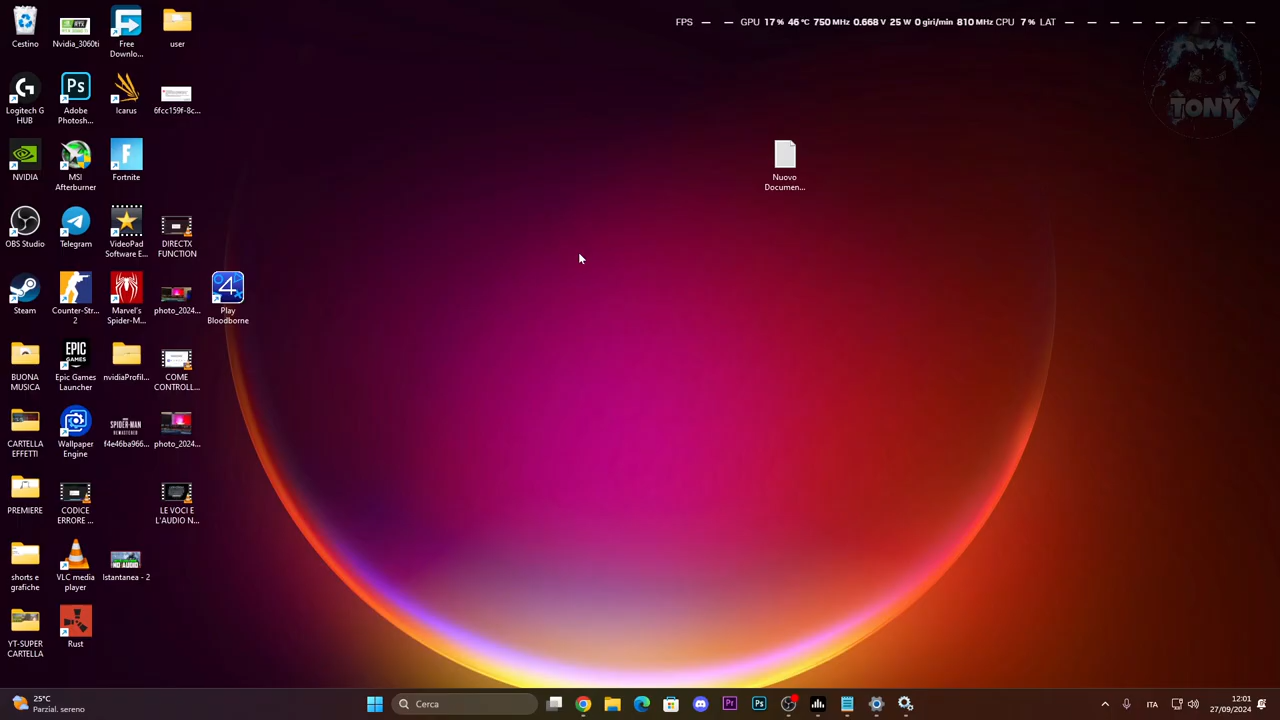 FPS — — GPU 17 % 46 °C 750 MHz 0.668 V 25 W 0 giri/min 810 MHz CPU 7 % LAT — — — — — — — —
TONY
Cestino
Nvidia_3060ti
Free
Downlo...
user
Logitech G
HUB
Adobe
Photosh...
Icarus
6fcc159f-8c...
NVIDIA
MSI
Afterburner
Fortnite
Nuovo
Documen...
OBS Studio
Telegram
VideoPad
Software E...
DIRECTX
FUNCTION
Steam
Counter-Str...
2
Marvel's
Spider-M...
photo_2024...
Play
Bloodborne
BUONA
MUSICA
Epic Games
Launcher
nvidiaProfil...
COME
CONTROLL...
CARTELLA
EFFETTI
Wallpaper
Engine
f4e46ba966...
photo_2024...
PREMIERE
CODICE
ERRORE ...
LE VOCI E
L'AUDIO N...
shorts e
grafiche
VLC media
player
Istantanea - 2
YT-SUPER
CARTELLA
Rust
25°C
Parzial. sereno
Cerca
ITA
12:01
27/09/2024